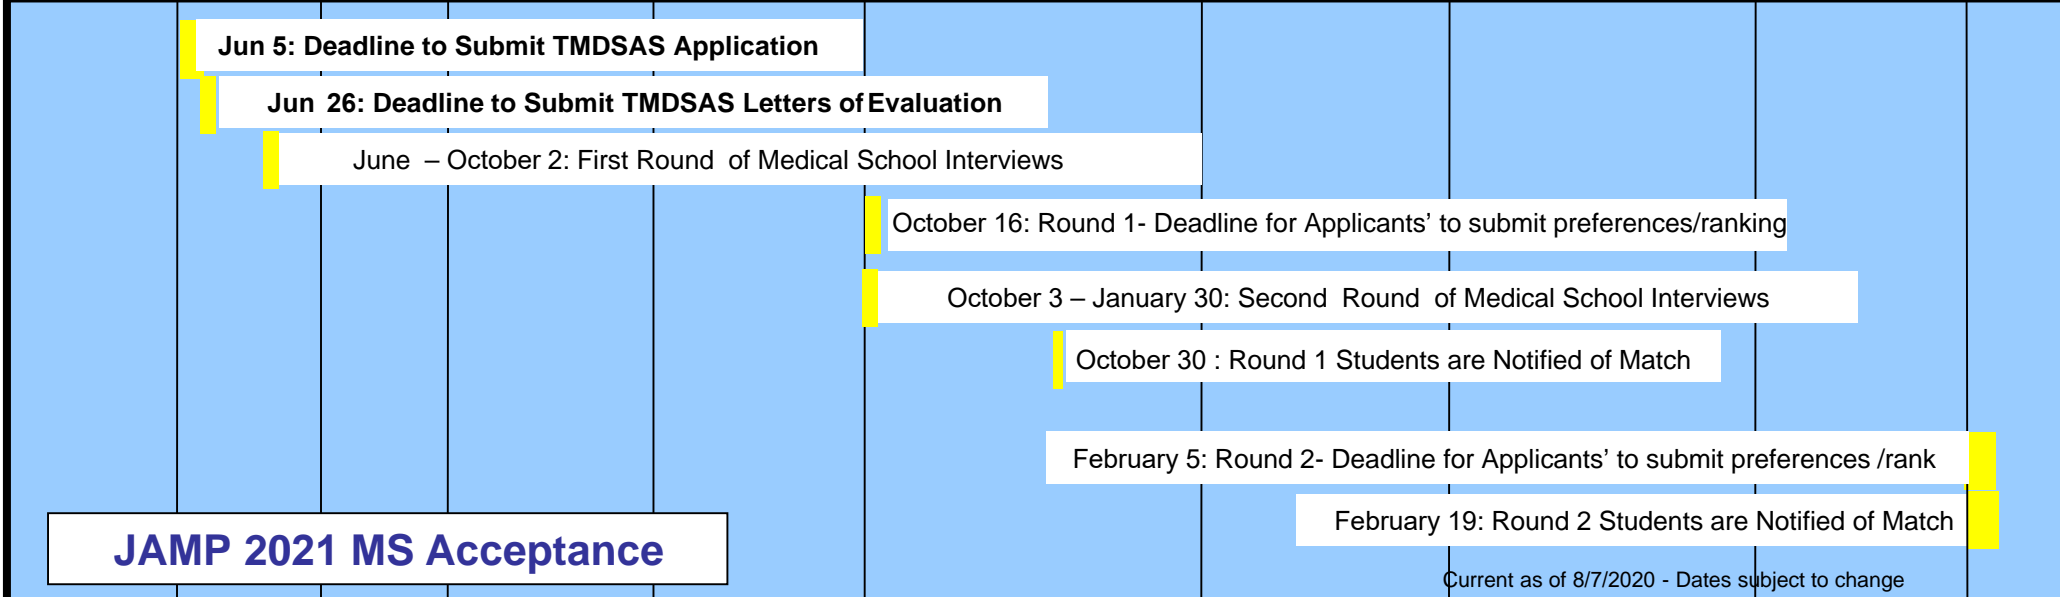 Jun 5: Deadline to Submit TMDSAS Application
Jun 26: Deadline to Submit TMDSAS Letters of Evaluation
June – October 2: First Round of Medical School Interviews
October 16: Round 1- Deadline for Applicants’ to submit preferences/ranking
October 3 – January 30: Second Round of Medical School Interviews
October 30 : Round 1 Students are Notified of Match
February 5: Round 2- Deadline for Applicants’ to submit preferences /rank
February 19: Round 2 Students are Notified of Match
JAMP 2021 MS Acceptance
Current as of 8/7/2020 - Dates subject to change